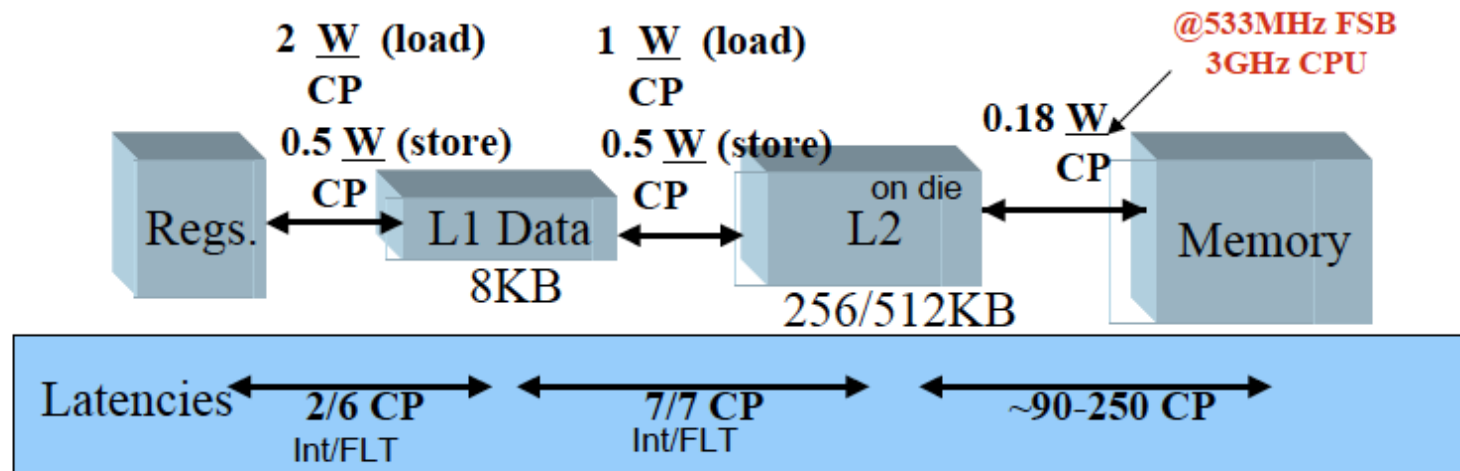 2 W (load)
CP
0.5 W (store)
CP
1 W (load)
CP
0.5 W (store)
CP
@533MHz FSB
3GHz CPU
0.18 W
CP
Regs.
L1 Data
8KB
on die
L2
256/512KB
Memory
Latencies
2/6 CP
Int/FLT
7/7 CP
Int/FLT
~90-250 CP